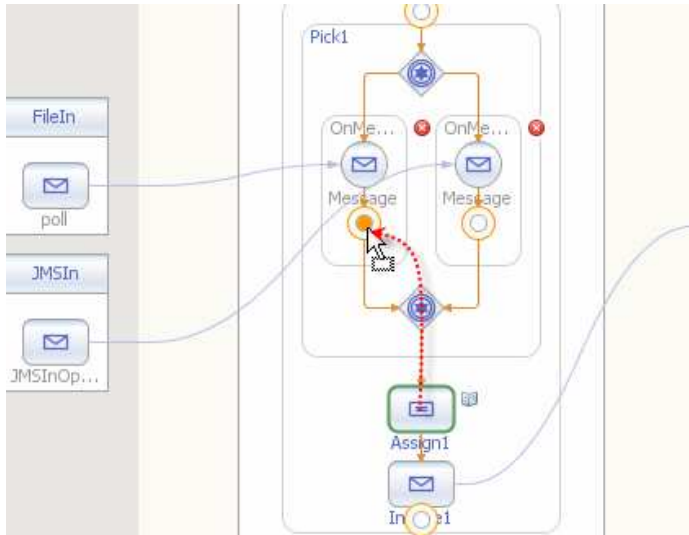 Pick1
FileIn
OnMe...
OnMe...
poll
Message
Message
JMSIn
JMSInOp...
Assign1